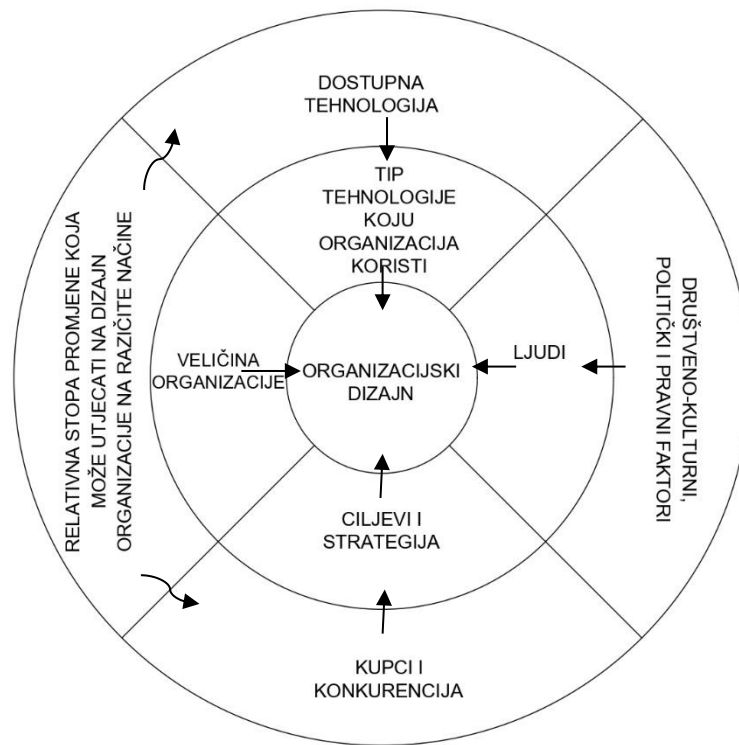 DOSTUPNA
TEHNOLOGIJA
TIP
TEHNOLOGIJE
KOJU
ORGANIZACIJA
KORISTI
RELATIVNA STOPA PROMJENE KOJA
MOŽE UTJECATI NA DIZAJN
ORGANIZACIJE NA RAZIČITE NAČINE
VELIČINA
ORGANIZACIJE
ORGANIZACIJSKI
DIZAJN
LJUDI
DRUŠTVENO-KULTURNI,
POLITIČKI I PRAVNI FAKTORI
CILJEVI I
STRATEGIJA
KUPCI I
KONKURENCIJA